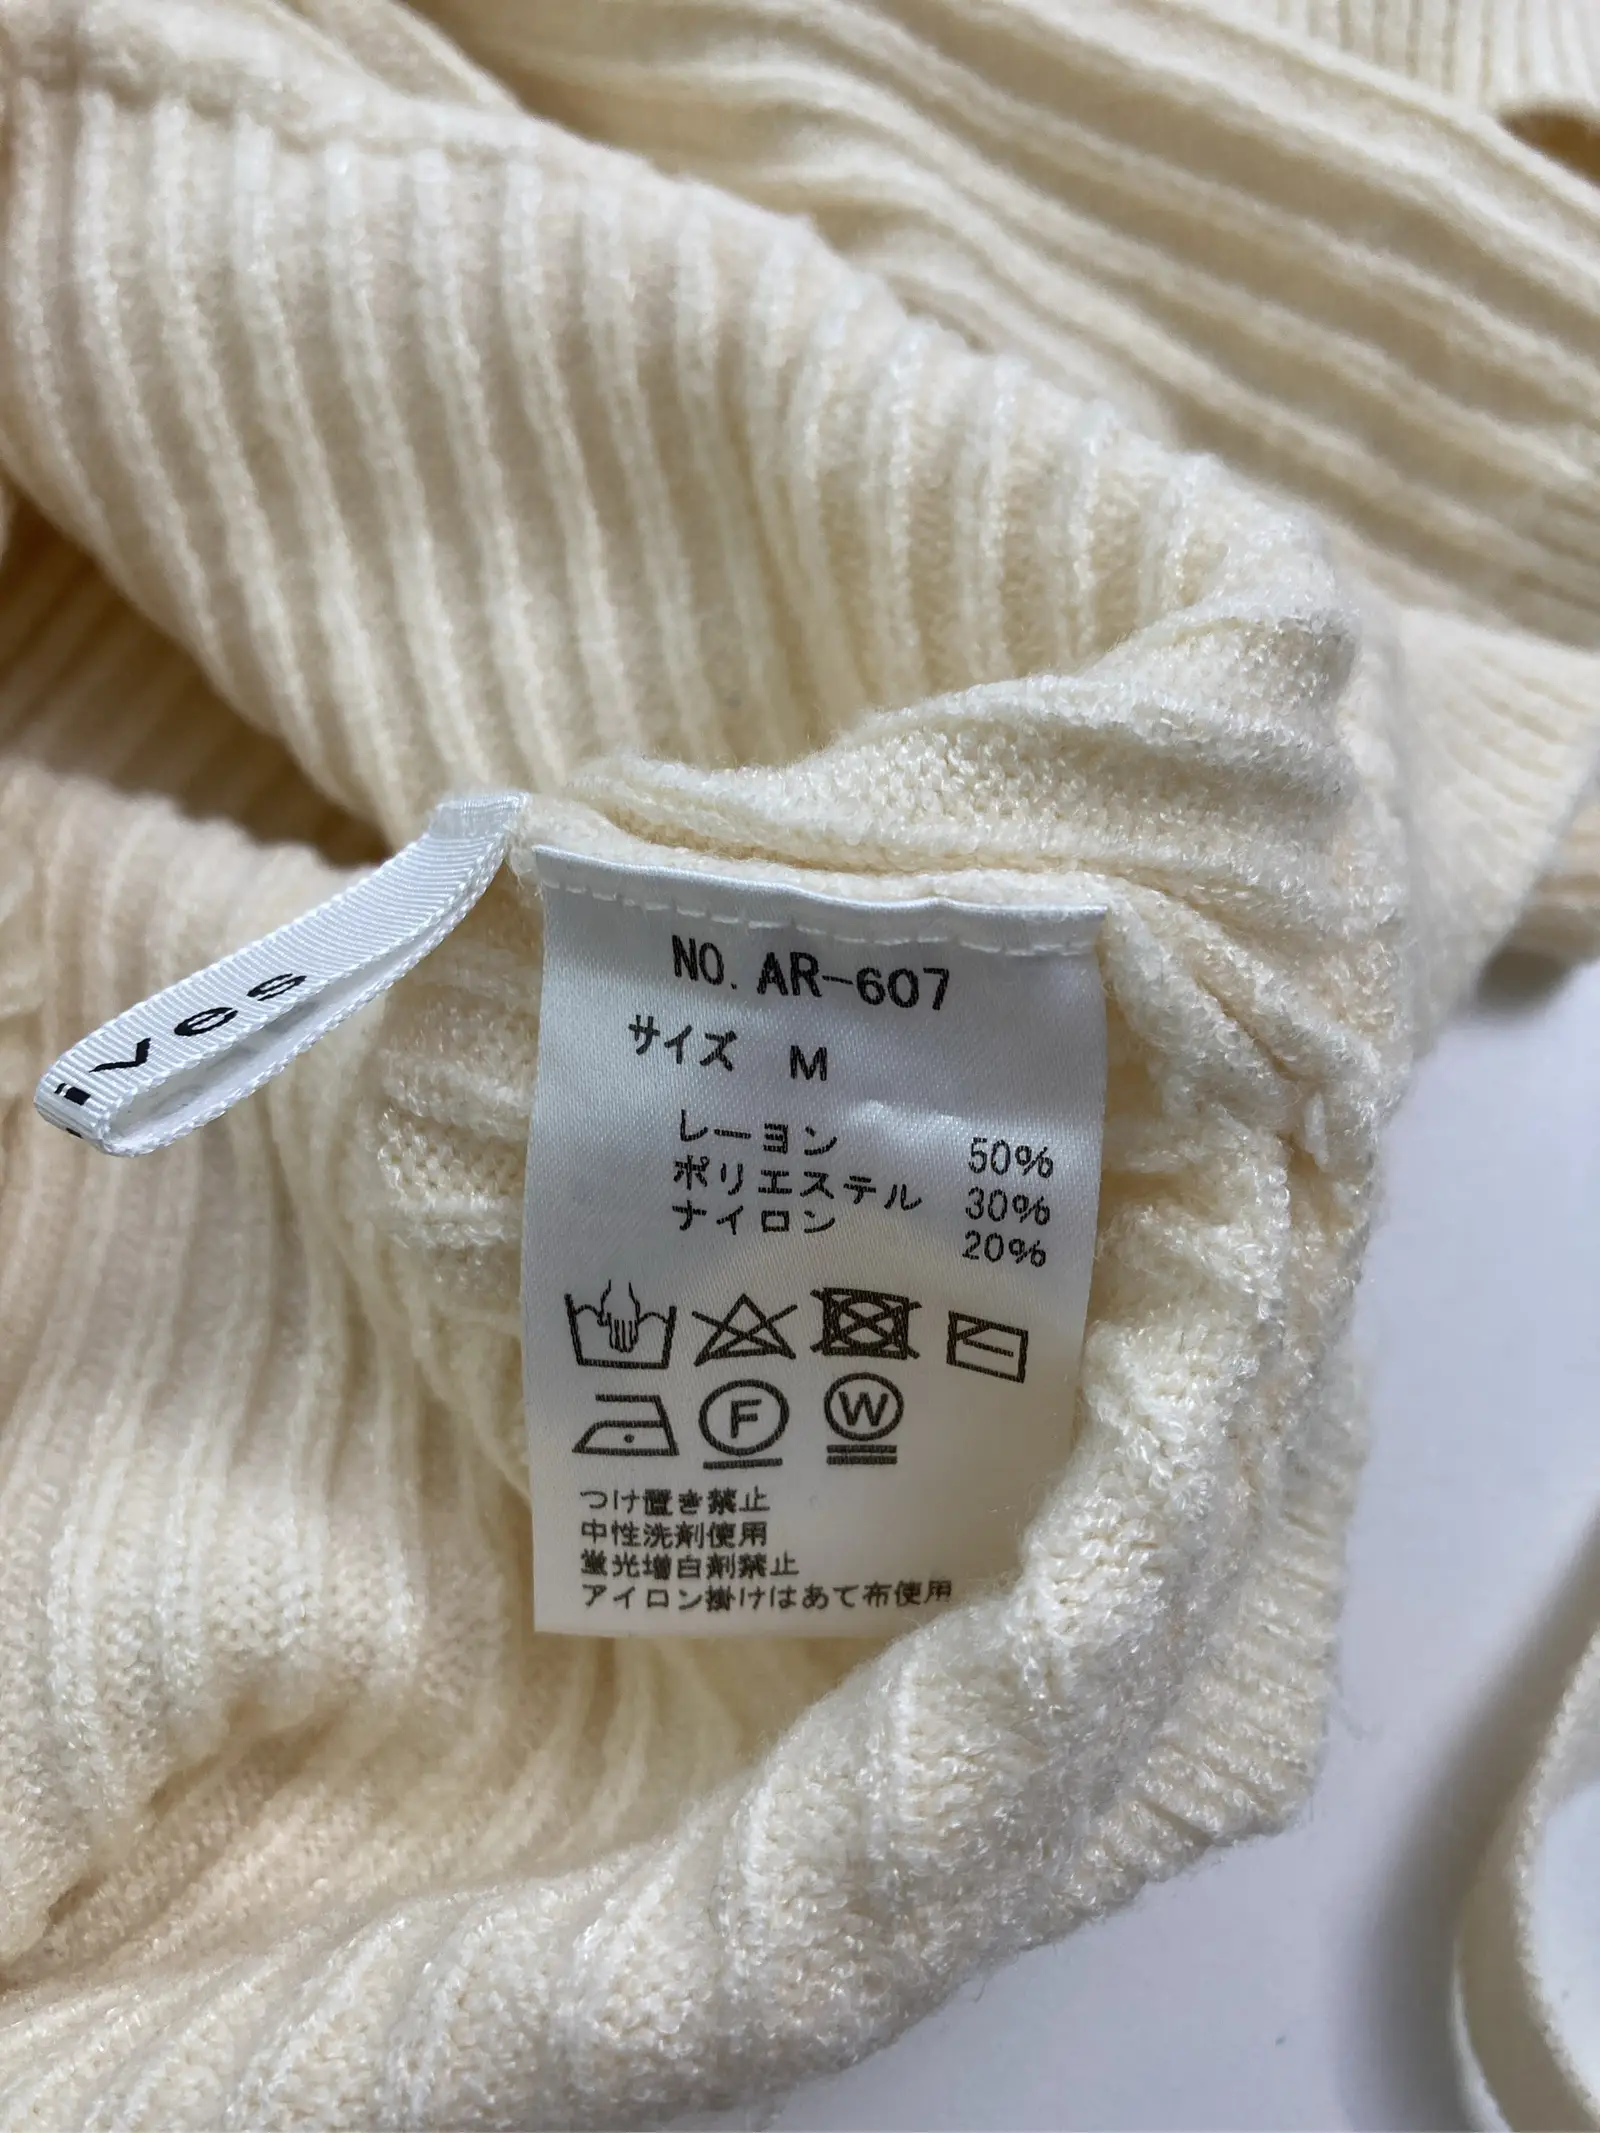 NO. AR-607
サイズ M
レーヨン 50%
ポリエステル 30%
ナイロン 20%
F W
つけ置き禁止
中性洗剤使用
蛍光増白剤禁止
アイロン掛けはあて布使用
ives